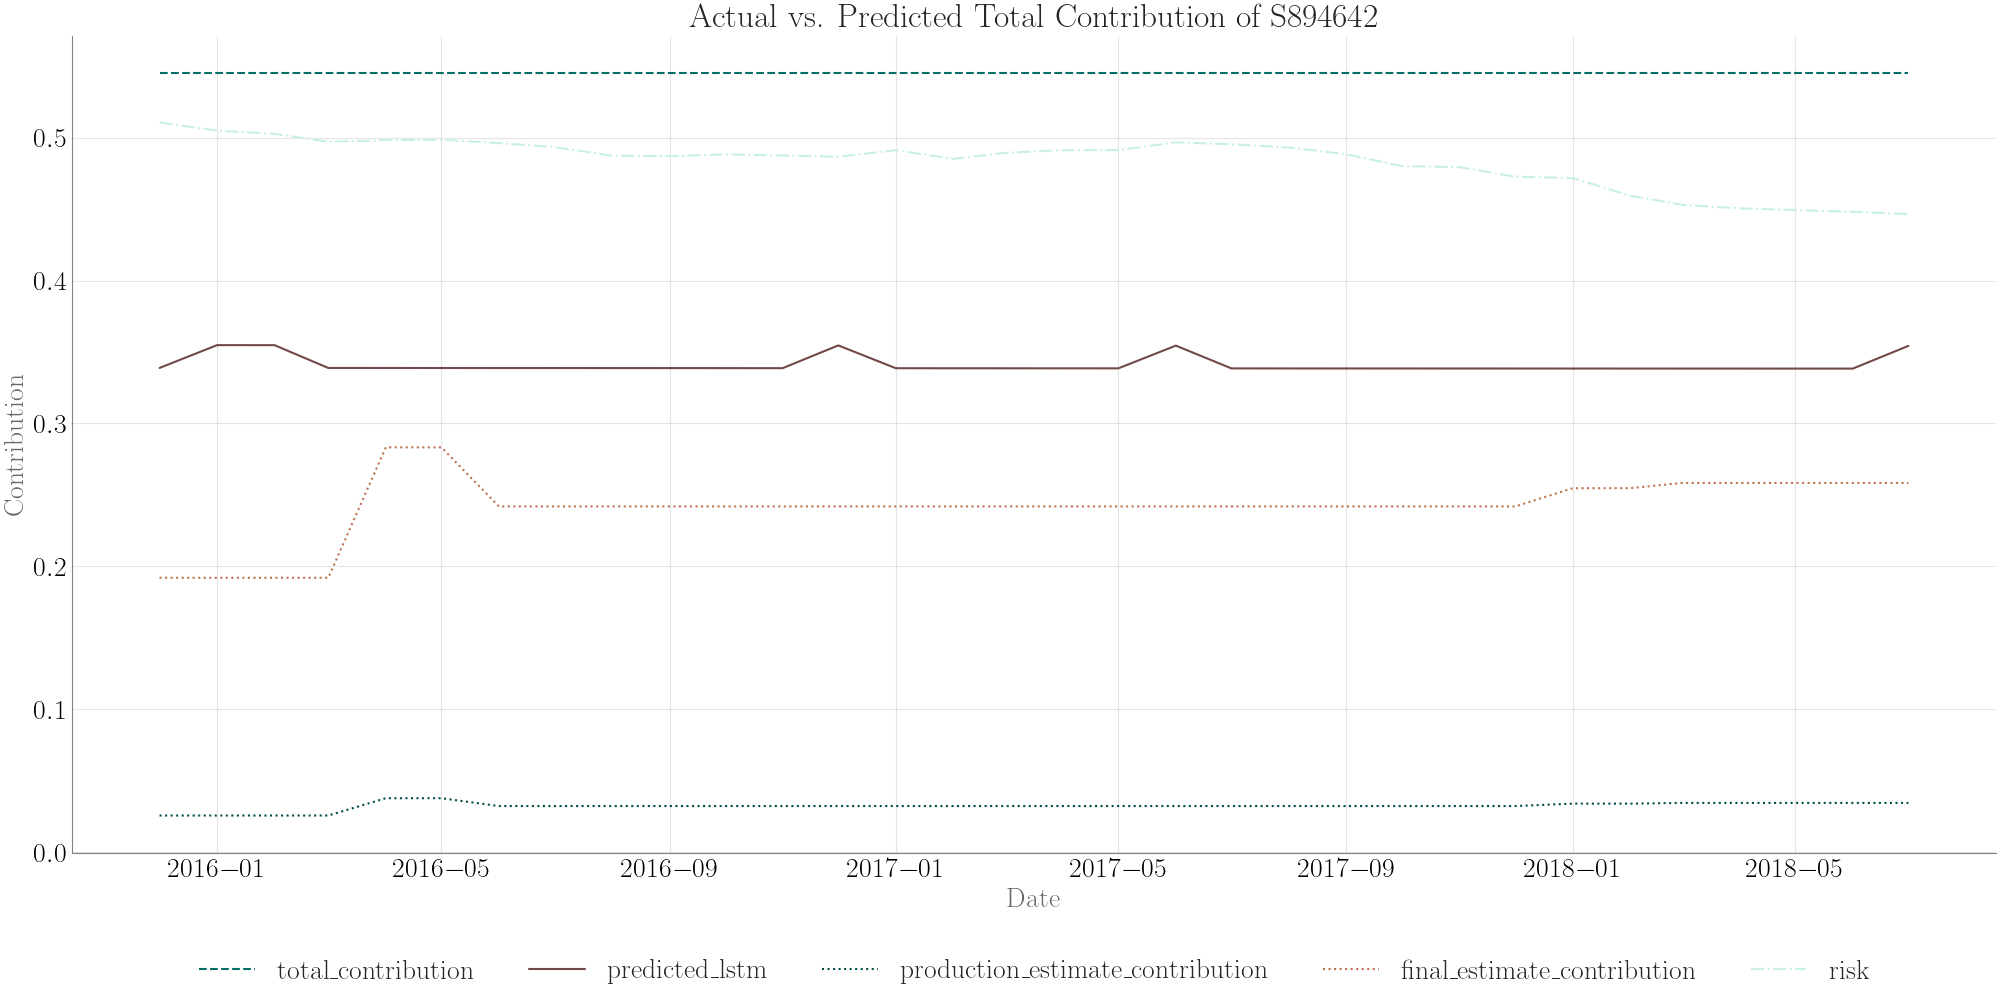 Actual vs. Predicted Total Contribution of S894642
Contribution
0.5
0.4
0.3
0.2
0.1
0.0
2016−01 2016−05 2016−09 2017−01 2017−05 2017−09 2018−01 2018−05
Date
total_contribution predicted_lstm production_estimate_contribution final_estimate_contribution risk